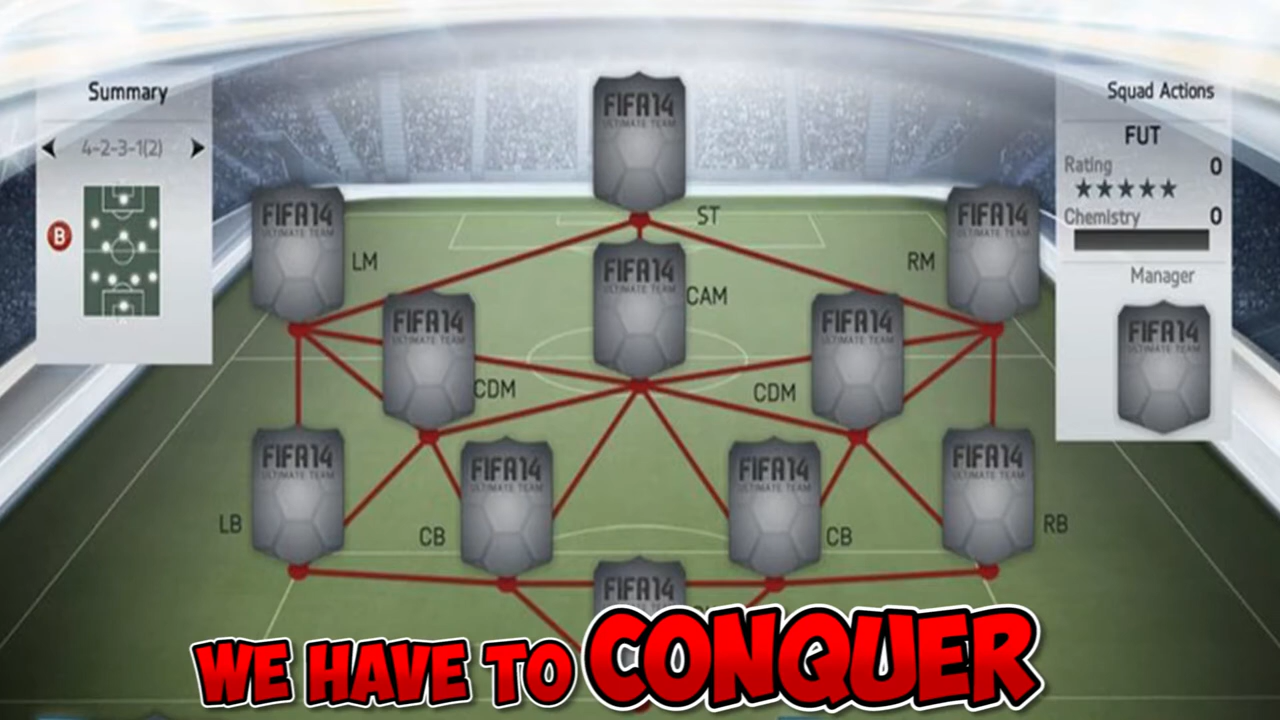 Summary
4-2-3-1(2)
B
Squad Actions
FUT
Rating 0
Chemistry 0
Manager
FIFA14
ULTIMATE TEAM
FIFA14
ULTIMATE TEAM
ST
FIFA14
ULTIMATE TEAM
LM
FIFA14
ULTIMATE TEAM
RM
FIFA14
ULTIMATE TEAM
CAM
FIFA14
ULTIMATE TEAM
CDM
FIFA14
ULTIMATE TEAM
CDM
FIFA14
ULTIMATE TEAM
LB
FIFA14
ULTIMATE TEAM
CB
FIFA14
ULTIMATE TEAM
CB
FIFA14
ULTIMATE TEAM
RB
FIFA14
WE HAVE TO CONQUER